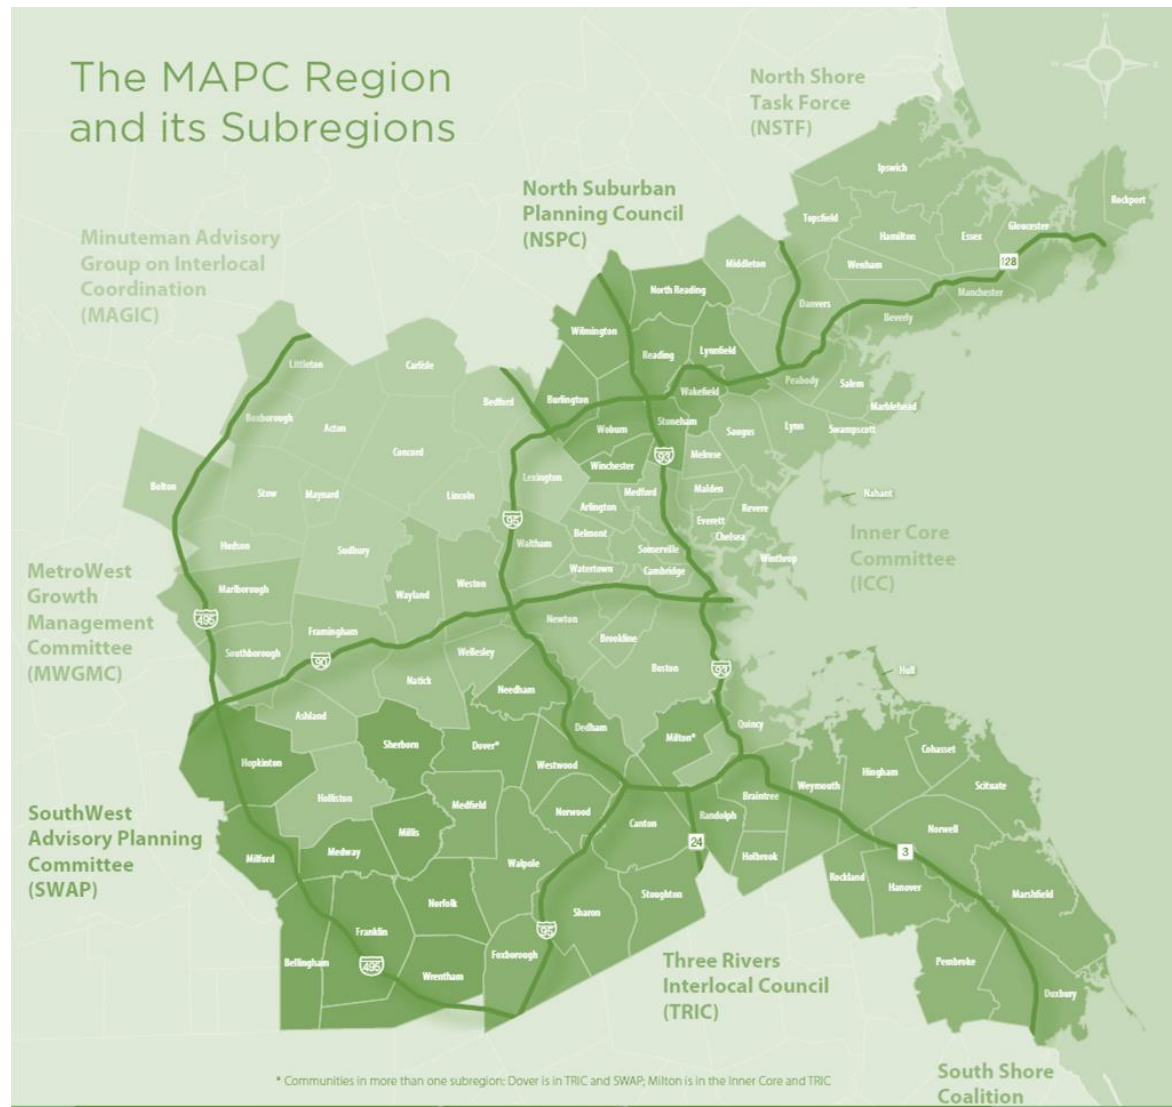 The MAPC Region
and its Subregions
North Shore
Task Force
(NSTF)
North Suburban
Planning Council
(NSPC)
Minuteman Advisory
Group on Interlocal
Coordination
(MAGIC)
Ipswich
Rockport
Topsfield
Gloucester
Hamilton
Essex
Middleton
Wenham
128
North Reading
Danvers
Manchester
Beverly
Wilmington
Reading
Lynnfield
Littleton
Carlisle
Peabody
Salem
Wakefield
Bedford
Burlington
Marblehead
Boxborough
Acton
Woburn
Stoneham
Saugus
Lynn
Swampscott
Concord
93
Melrose
Winchester
Lexington
Bolton
Stow
Maynard
Lincoln
Medford
Malden
Nahant
Arlington
Revere
95
Everett
Belmont
Chelsea
Inner Core
Committee
(ICC)
Hudson
Sudbury
Waltham
Somerville
Winthrop
Watertown
Cambridge
MetroWest
Growth
Management
Committee
(MWGMC)
Marlborough
Weston
Wayland
495
Framingham
Newton
Brookline
Southborough
90
Wellesley
Boston
93
Hull
Natick
Needham
Ashland
Quincy
Dedham
Sherborn
Dover*
Milton*
Cohasset
Hopkinton
Westwood
Hingham
Scituate
Weymouth
Holliston
Medfield
Braintree
SouthWest
Advisory Planning
Committee
(SWAP)
Norwood
Canton
Randolph
Norwell
Millis
24
3
Medway
Milford
Walpole
Holbrook
Rockland
Hanover
Marshfield
Norfolk
Stoughton
Sharon
Franklin
95
Foxborough
Bellingham
495
Wrentham
Three Rivers
Interlocal Council
(TRIC)
Pembroke
Duxbury
South Shore
Coalition
* Communities in more than one subregion: Dover is in TRIC and SWAP; Milton is in the Inner Core and TRIC